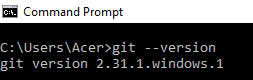 Command Prompt
C:\Users\Acer>git --version
git version 2.31.1.windows.1